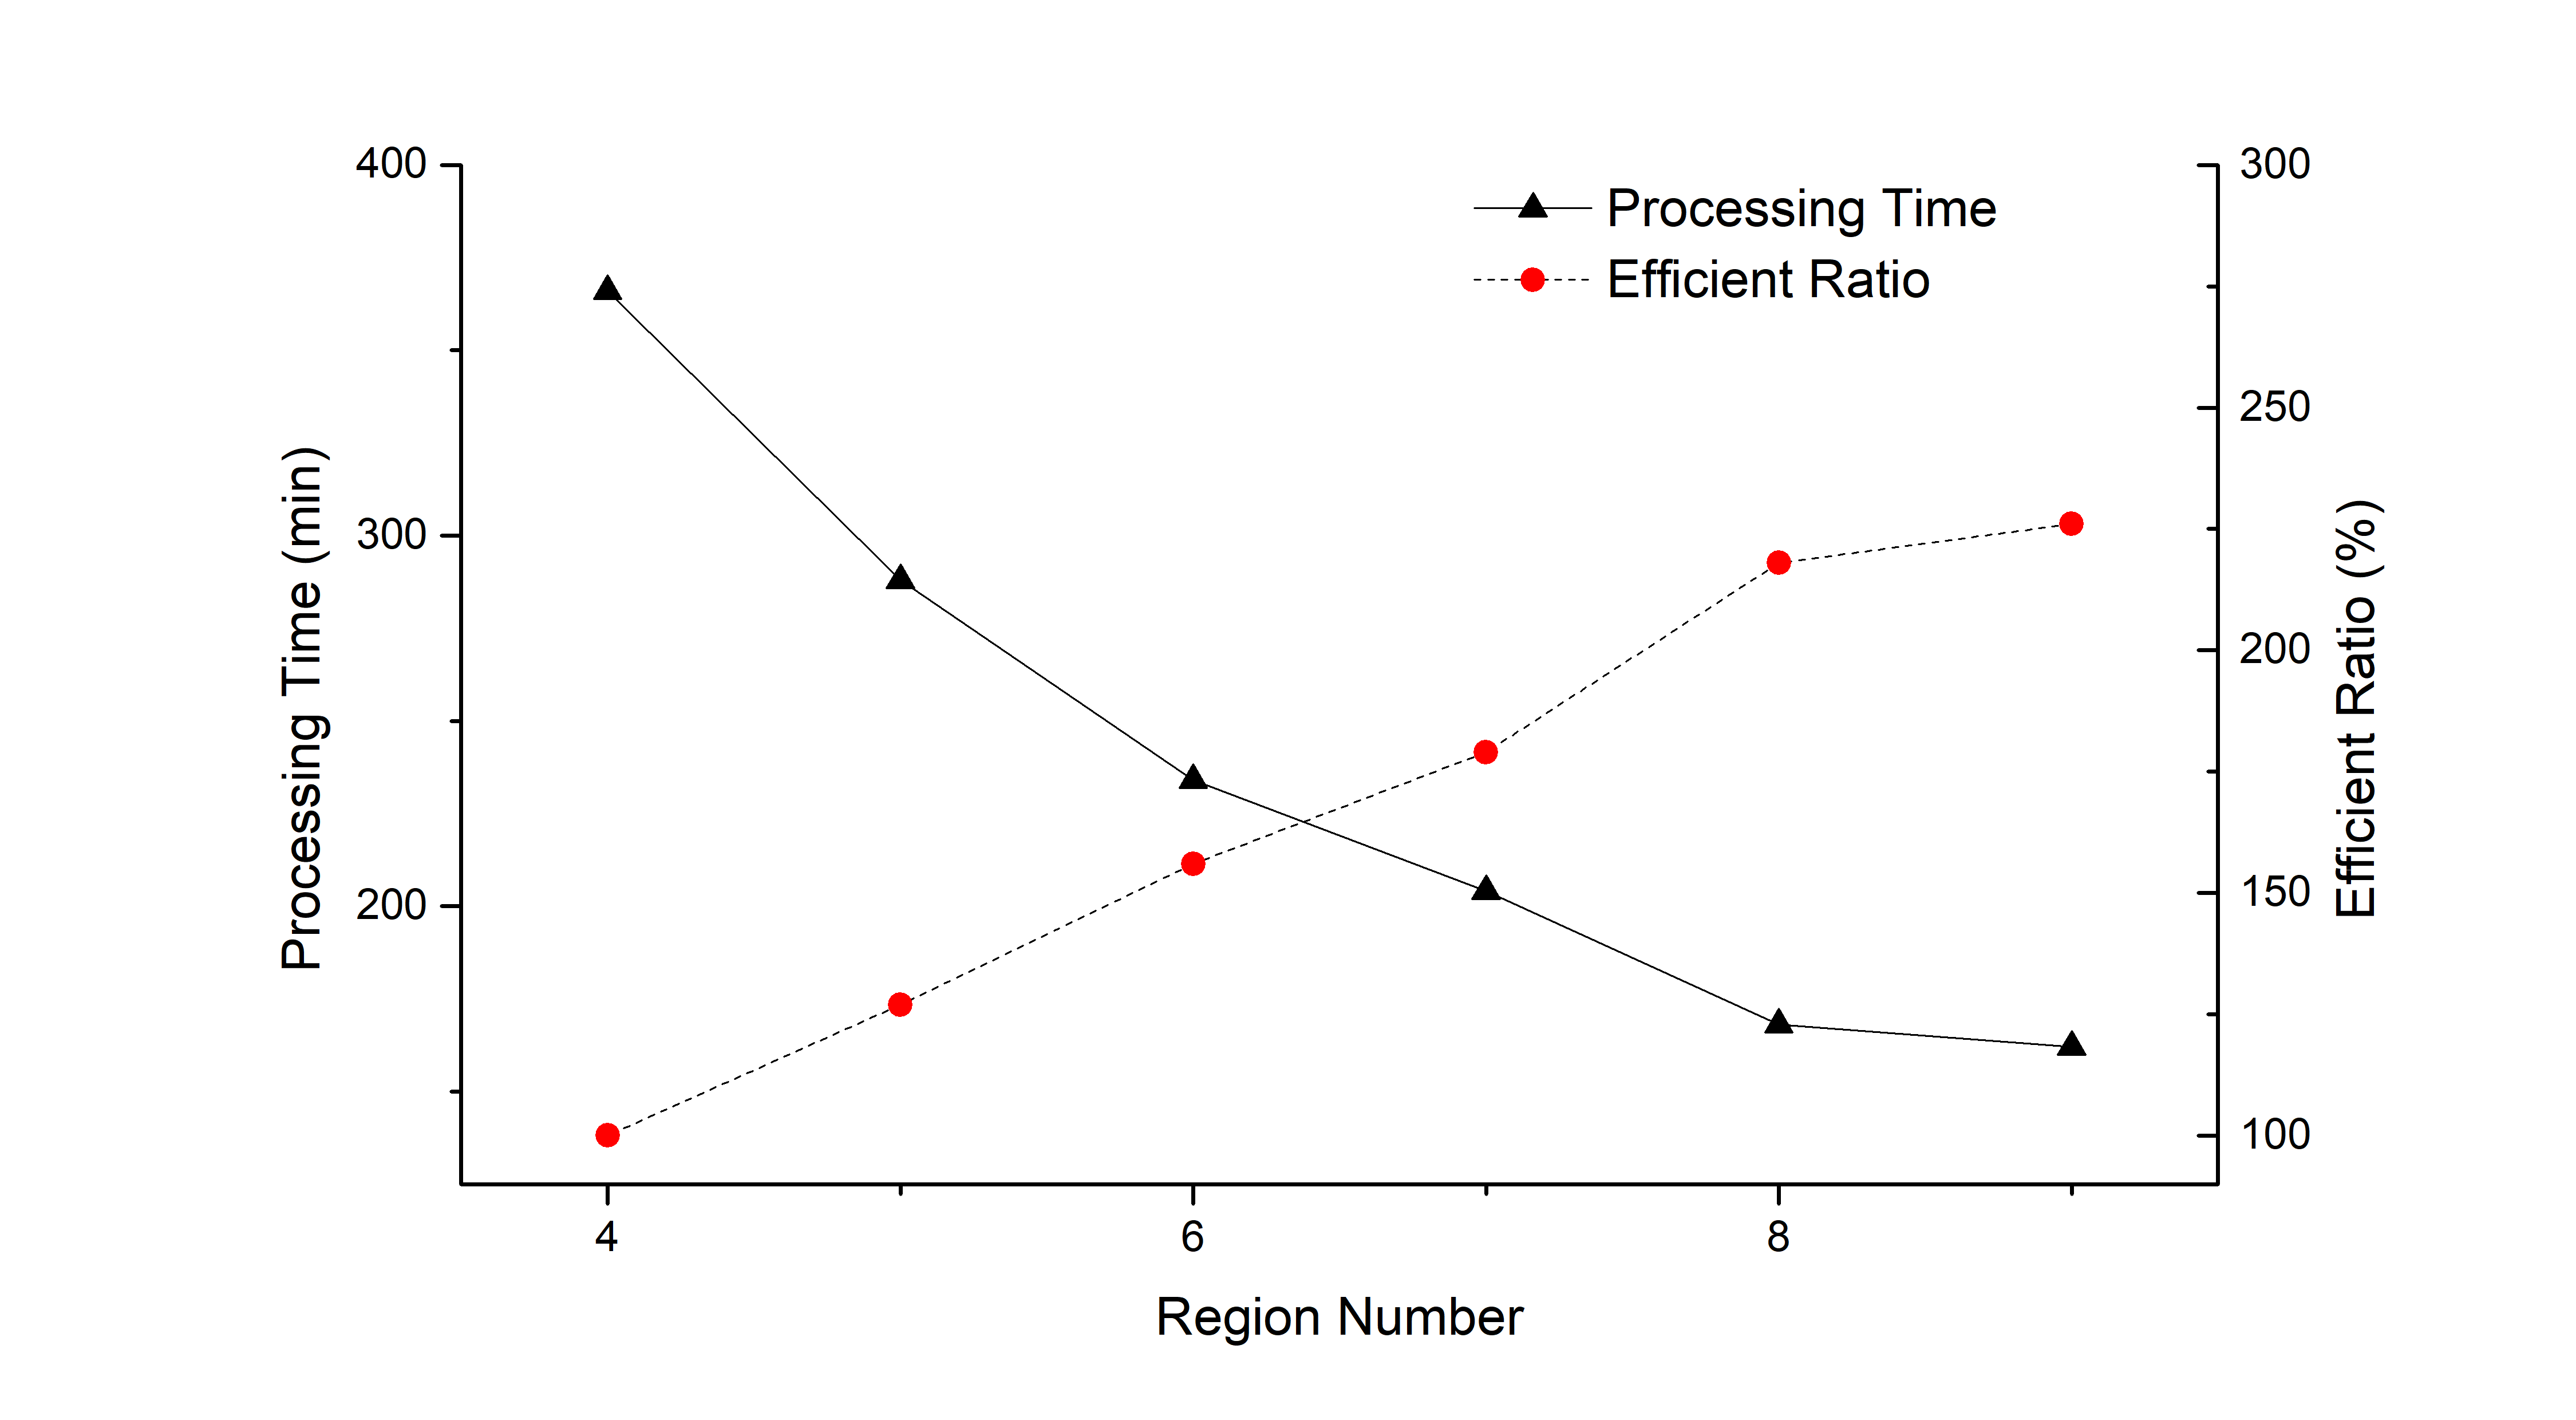 400
300
200
Processing Time (min)
Processing Time
Efficient Ratio
300
250
200
150
100
Efficient Ratio (%)
4 6 8
Region Number